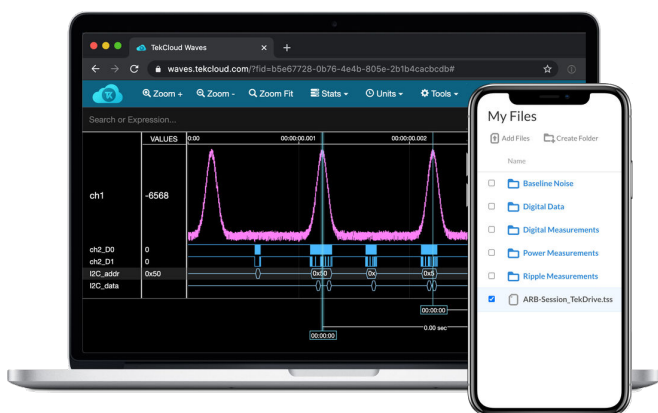 TekCloud Waves
waves.tekcloud.com/?fid=b5e67728-0b76-4e4b-805e-2b1b4cacbcdb#
Zoom + Zoom - Zoom Fit Stats Units Tools
Search or Expression...
VALUES 0:00 00:00:00.001 00:00:00.002
ch1 -6568
ch2_D0 0
ch2_D1 0
I2C_addr 0x50 0x50 0x 0x5
I2C_data
00:00:00
0.00 sec
00:00:00
My Files
Add Files Create Folder
Name
Baseline Noise
Digital Data
Digital Measurements
Power Measurements
Ripple Measurements
ARB-Session_TekDrive.tss